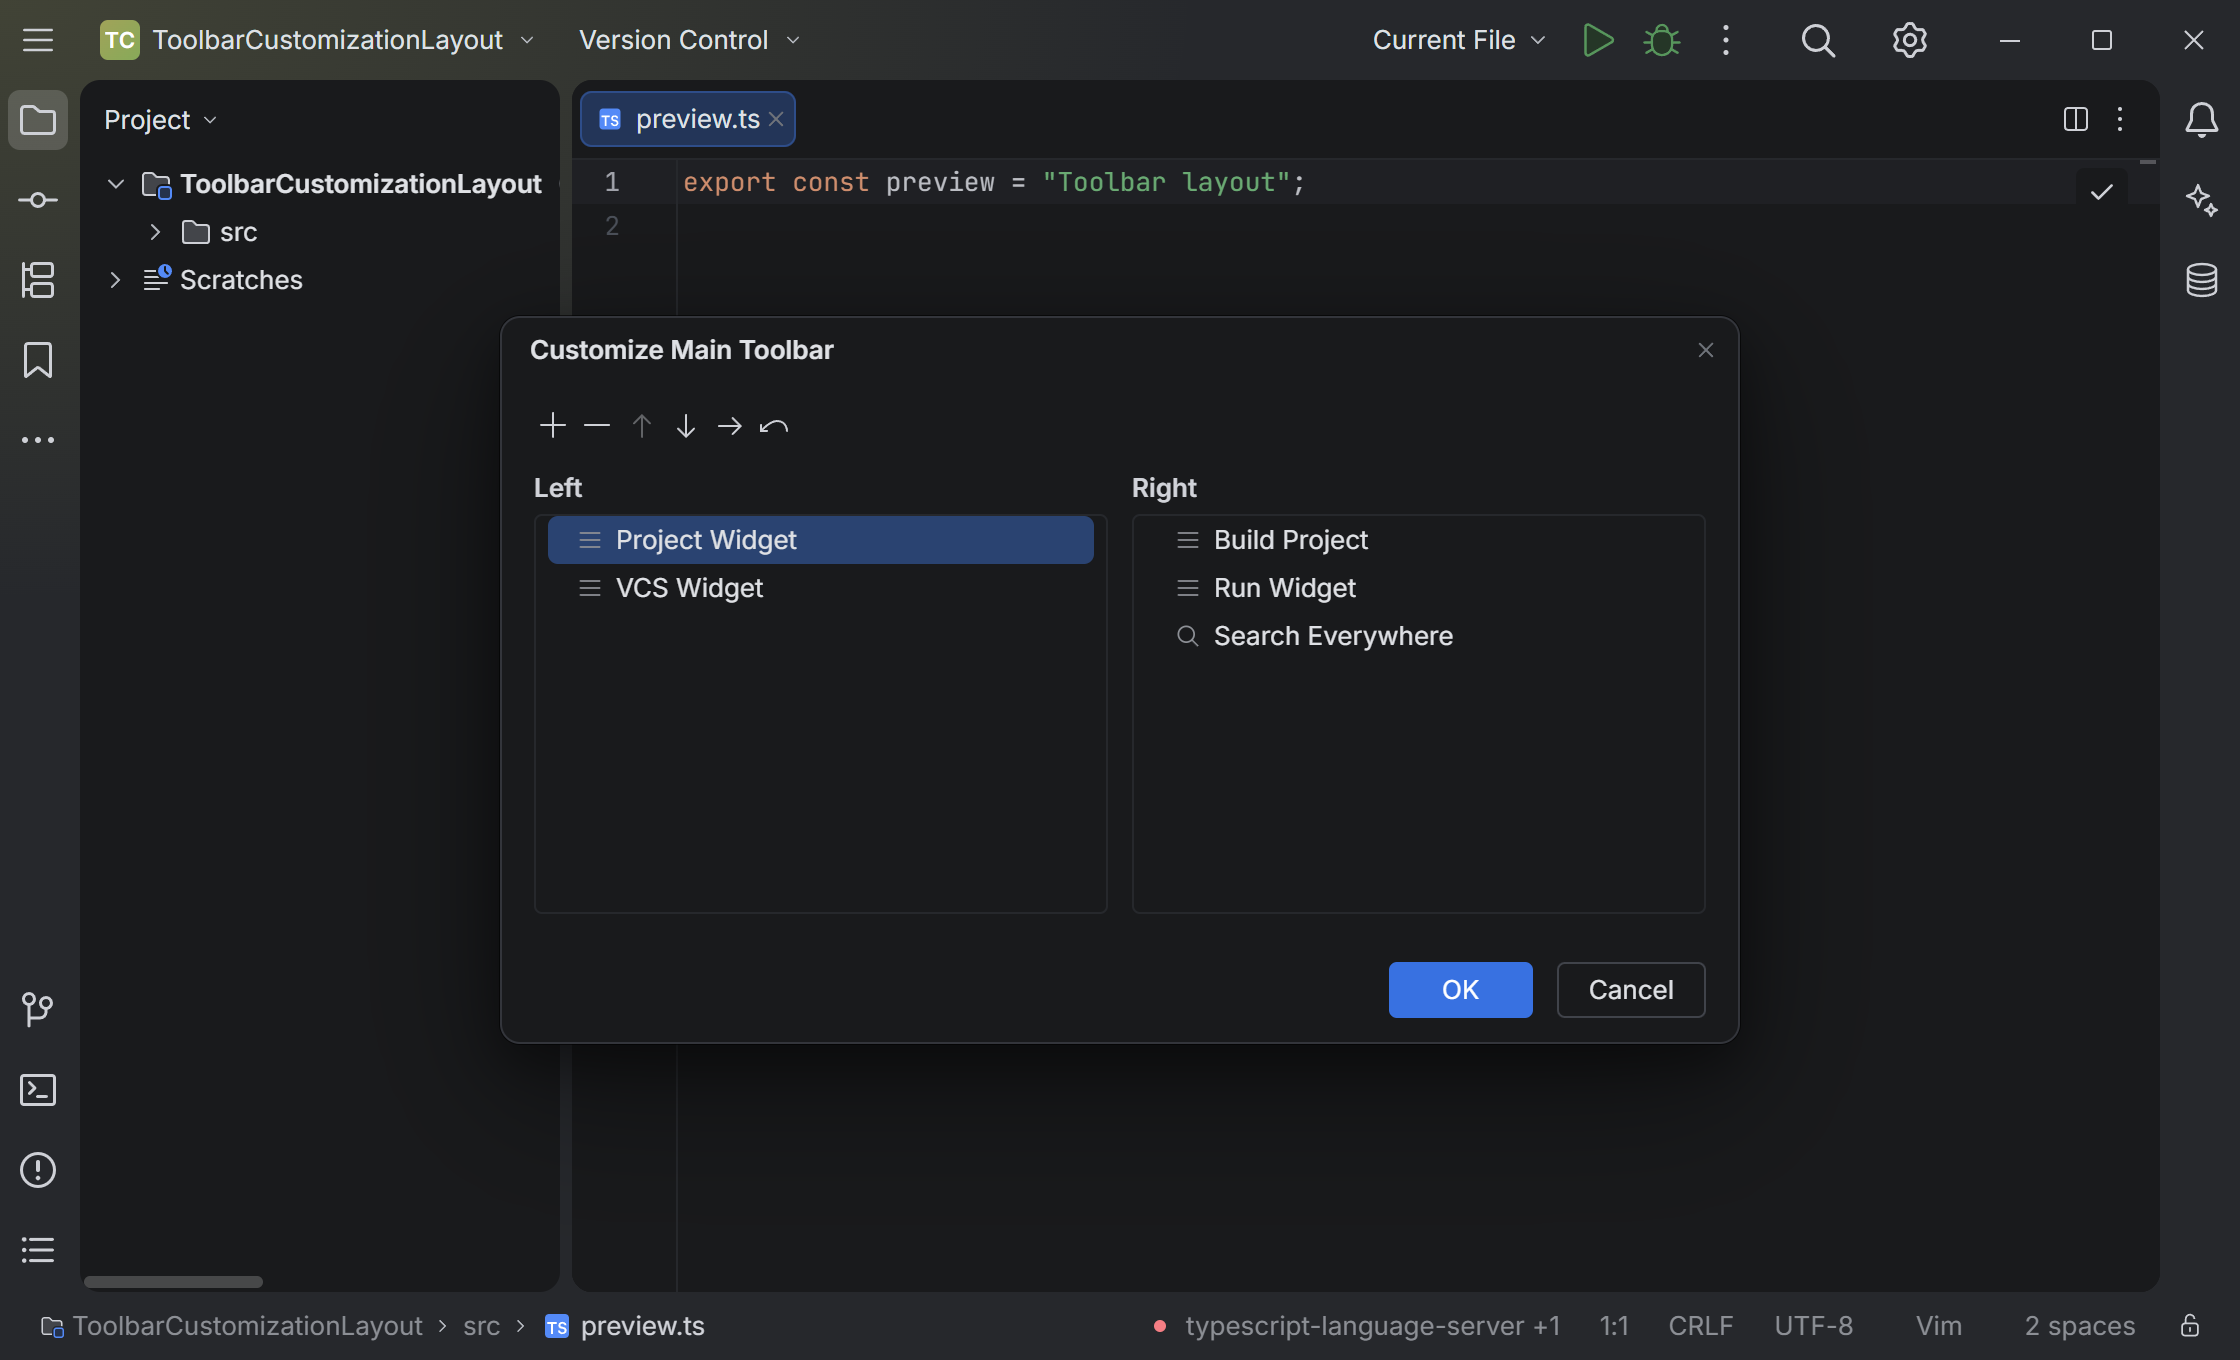 TC ToolbarCustomizationLayout Version Control Current File
Project
ToolbarCustomizationLayout
src
Scratches
TS preview.ts
1 export const preview = "Toolbar layout";
2
Customize Main Toolbar
Left
Project Widget
VCS Widget
Right
Build Project
Run Widget
Search Everywhere
OK Cancel
ToolbarCustomizationLayout > src > TS preview.ts typescript-language-server +1 1:1 CRLF UTF-8 Vim 2 spaces